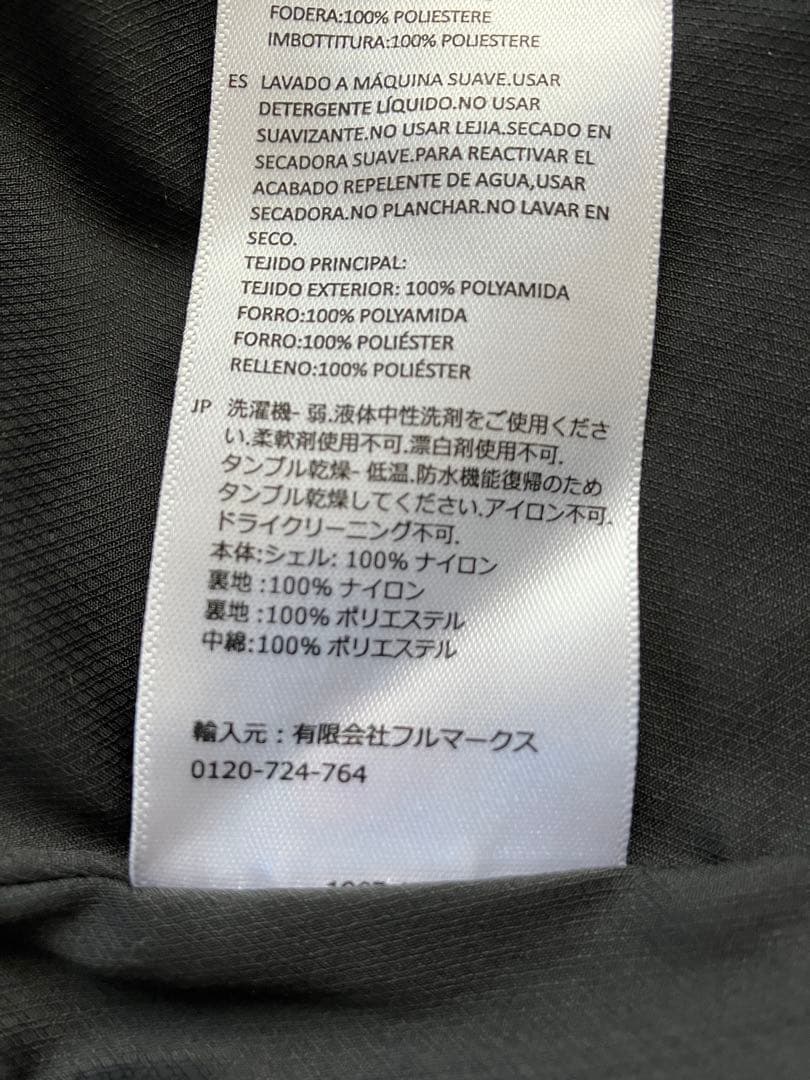 FODERA:100% POLIESTERE
IMBOTTITURA:100% POLIESTERE
ES LAVADO A MÁQUINA SUAVE.USAR
DETERGENTE LÍQUIDO.NO USAR
SUAVIZANTE.NO USAR LEJIA.SECADO EN
SECADORA SUAVE.PARA REACTIVAR EL
ACABADO REPELENTE DE AGUA,USAR
SECADORA.NO PLANCHAR.NO LAVAR EN
SECO.
TEJIDO PRINCIPAL:
TEJIDO EXTERIOR: 100% POLYAMIDA
FORRO:100% POLYAMIDA
FORRO:100% POLIÉSTER
RELLENO:100% POLIÉSTER
JP 洗濯機- 弱.液体中性洗剤をご使用くださ
い.柔軟剤使用不可.漂白剤使用不可.
タンブル乾燥- 低温.防水機能復帰のため
タンブル乾燥してください.アイロン不可.
ドライクリーニング不可.
本体:シェル: 100% ナイロン
裏地 :100% ナイロン
裏地 :100% ポリエステル
中綿:100% ポリエステル
輸入元：有限会社フルマークス
0120-724-764